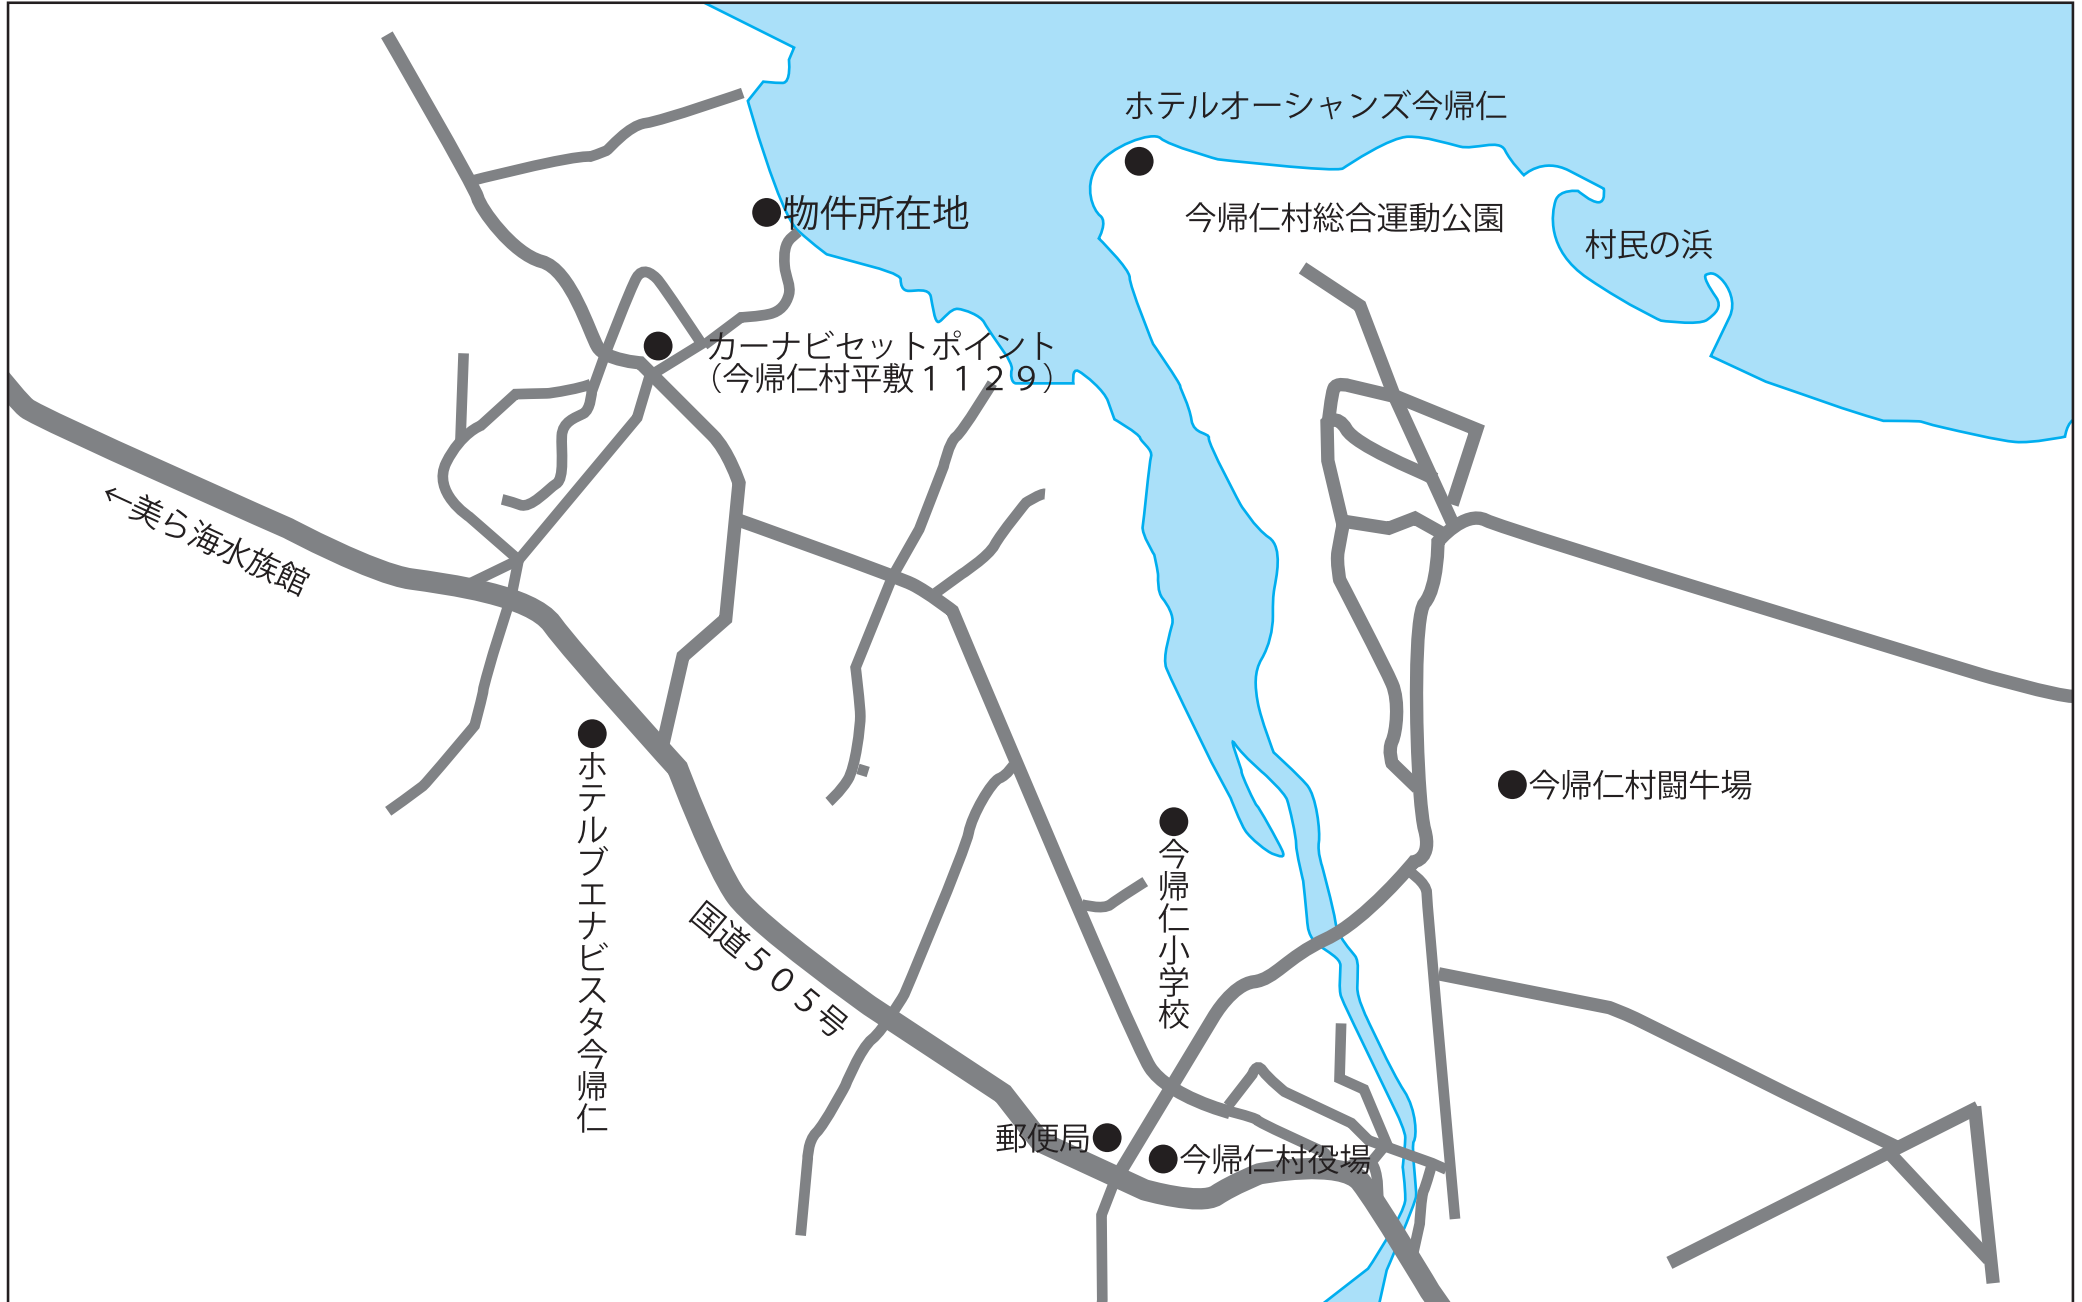 ホテルオーシャンズ今帰仁
物件所在地
今帰仁村総合運動公園
村民の浜
カーナビセットポイント
（今帰仁村平敷１１２９）
←美ら海水族館
ホテルブエナビスタ今帰仁
今帰仁村闘牛場
今帰仁小学校
国道５０５号
郵便局
今帰仁村役場